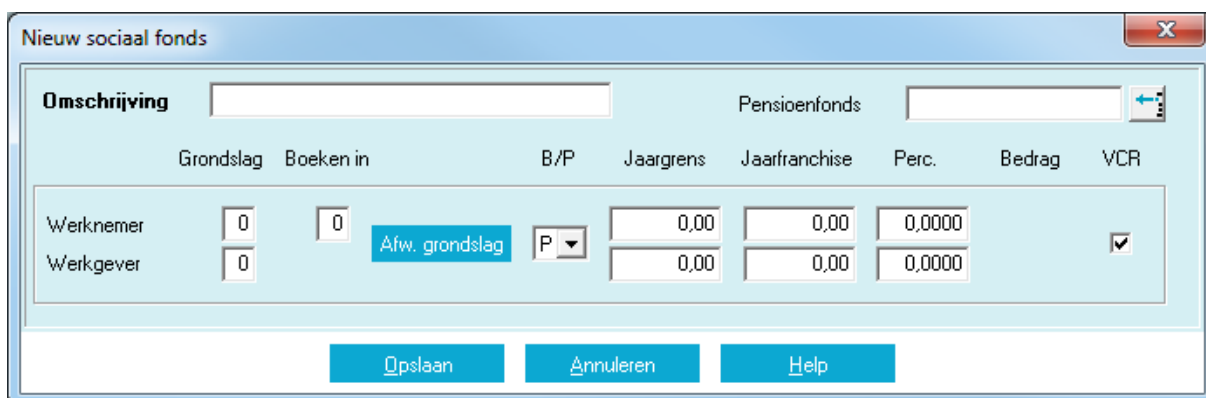 Nieuw sociaal fonds
Omschrijving Pensioenfonds
Grondslag Boeken in B/P Jaargrens Jaarfranchise Perc. Bedrag VCR
Werknemer 0 0 Afw. grondslag P 0,00 0,00 0,0000
Werkgever 0 0,00 0,00 0,0000
Opslaan Annuleren Help